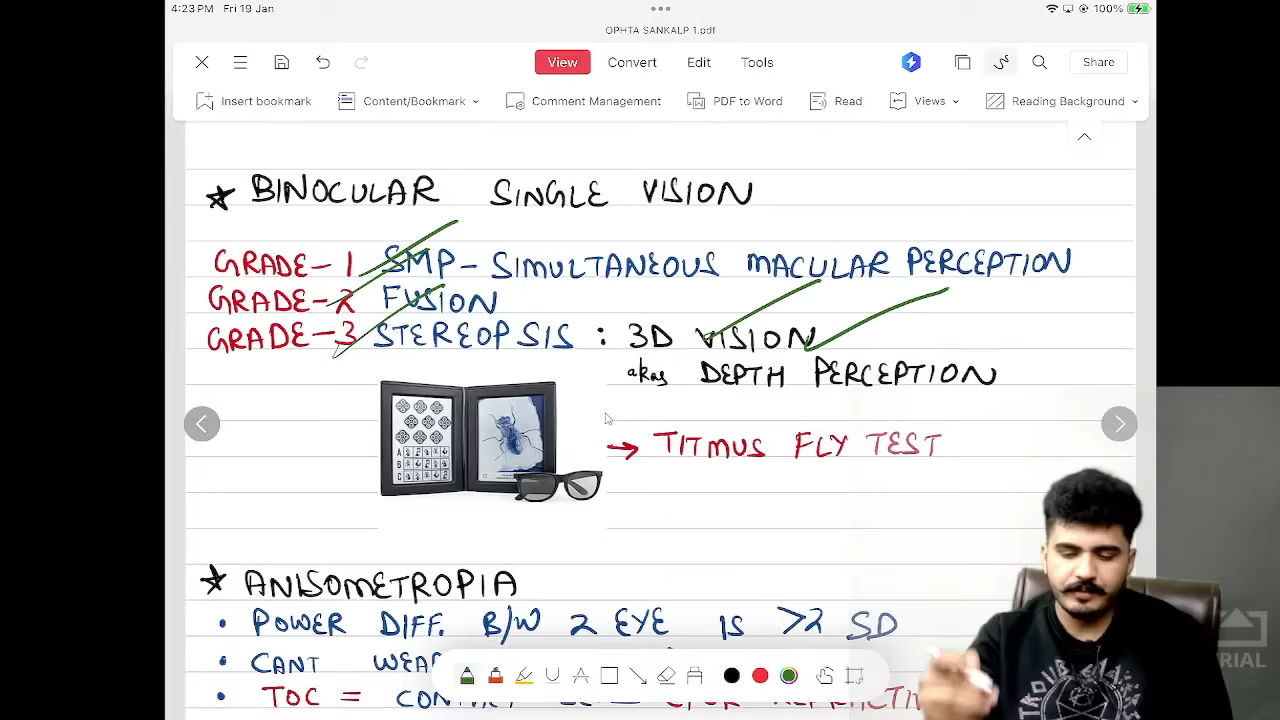 4:23 PM Fri 19 Jan
100%
OPHTA SANKALP 1.pdf
View Convert Edit Tools Share
Insert bookmark Content/Bookmark Comment Management PDF to Word Read Views Reading Background
BINOCULAR SINGLE VISION
GRADE-1 SMP - SIMULTANEOUS MACULAR PERCEPTION
GRADE-2 FUSION
GRADE-3 STEREOPSIS : 3D VISION
aka DEPTH PERCEPTION
A
B
C
→ TITMUS FLY TEST
ANISOMETROPIA
• POWER DIFF. B/W 2 EYE IS >2 SD
• CANT WEAR
• TOC =